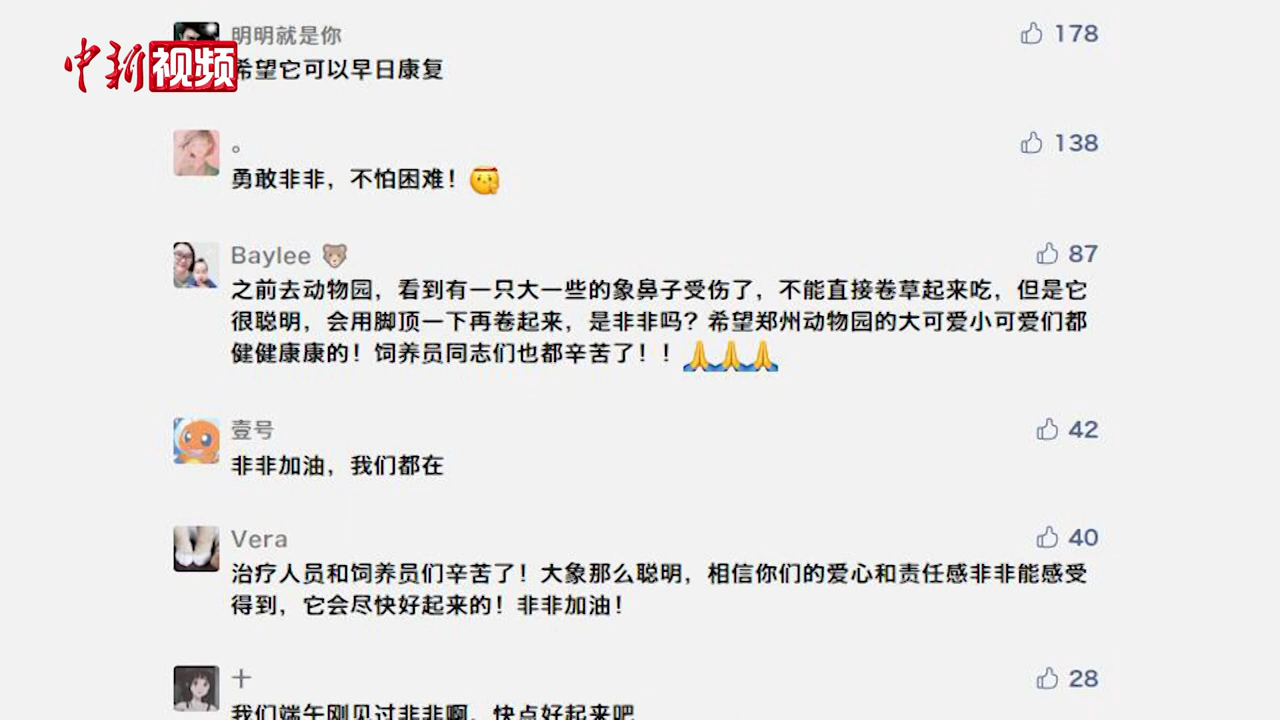 中新视频
明明就是你
178
希望它可以早日康复
。
138
勇敢非非，不怕困难！
Baylee
87
之前去动物园，看到有一只大一些的象鼻子受伤了，不能直接卷草起来吃，但是它
很聪明，会用脚顶一下再卷起来，是非非吗？希望郑州动物园的大可爱小可爱们都
健健康康的！饲养员同志们也都辛苦了！！
壹号
42
非非加油，我们都在
Vera
40
治疗人员和饲养员们辛苦了！大象那么聪明，相信你们的爱心和责任感非非能感受
得到，它会尽快好起来的！非非加油！
十
28
我们端午刚见过非非啊，快点好起来吧